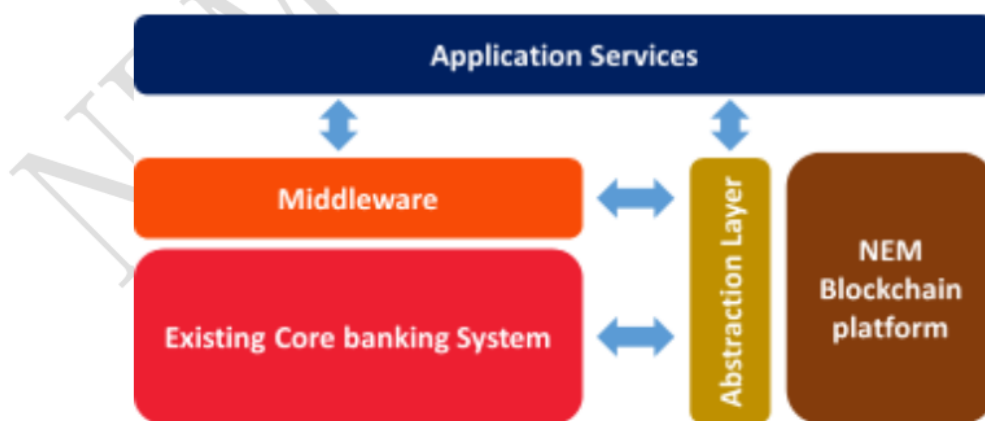 Application Services
Middleware
Abstraction Layer
NEM
Blockchain
platform
Existing Core banking System